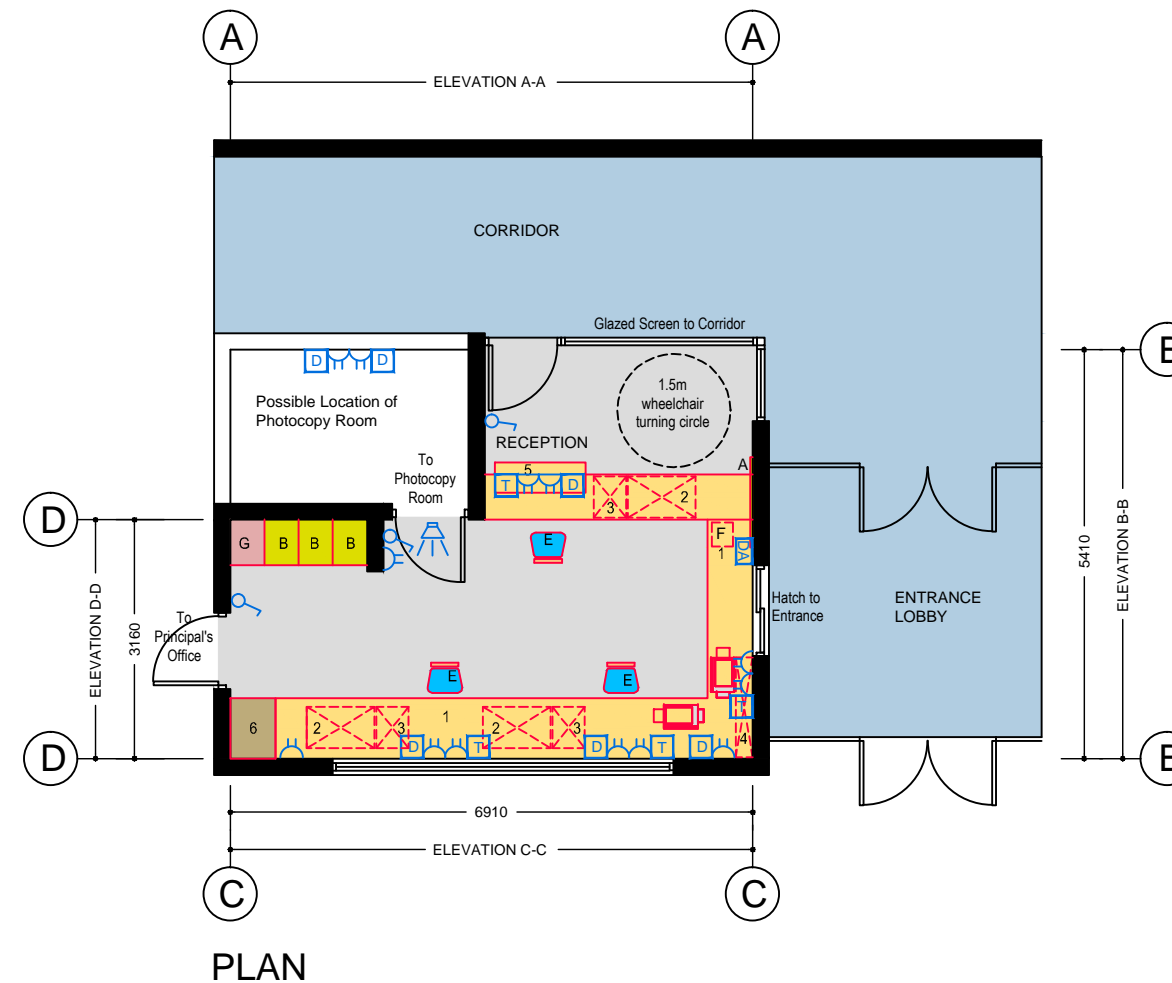 A
A
ELEVATION A-A
CORRIDOR
Glazed Screen to Corridor
D
D
Possible Location of
Photocopy Room
1.5m
wheelchair
turning circle
RECEPTION
To
Photocopy
Room
A
5
T
D
3
2
D
G
B
B
B
E
F
1
DA
To
Principal's
Office
Hatch to
Entrance
ENTRANCE
LOBBY
ELEVATION D-D
3160
5410
ELEVATION B-B
E
E
6
2
3
1
2
3
4
D
T
D
T
D
D
6910
ELEVATION C-C
C
C
PLAN